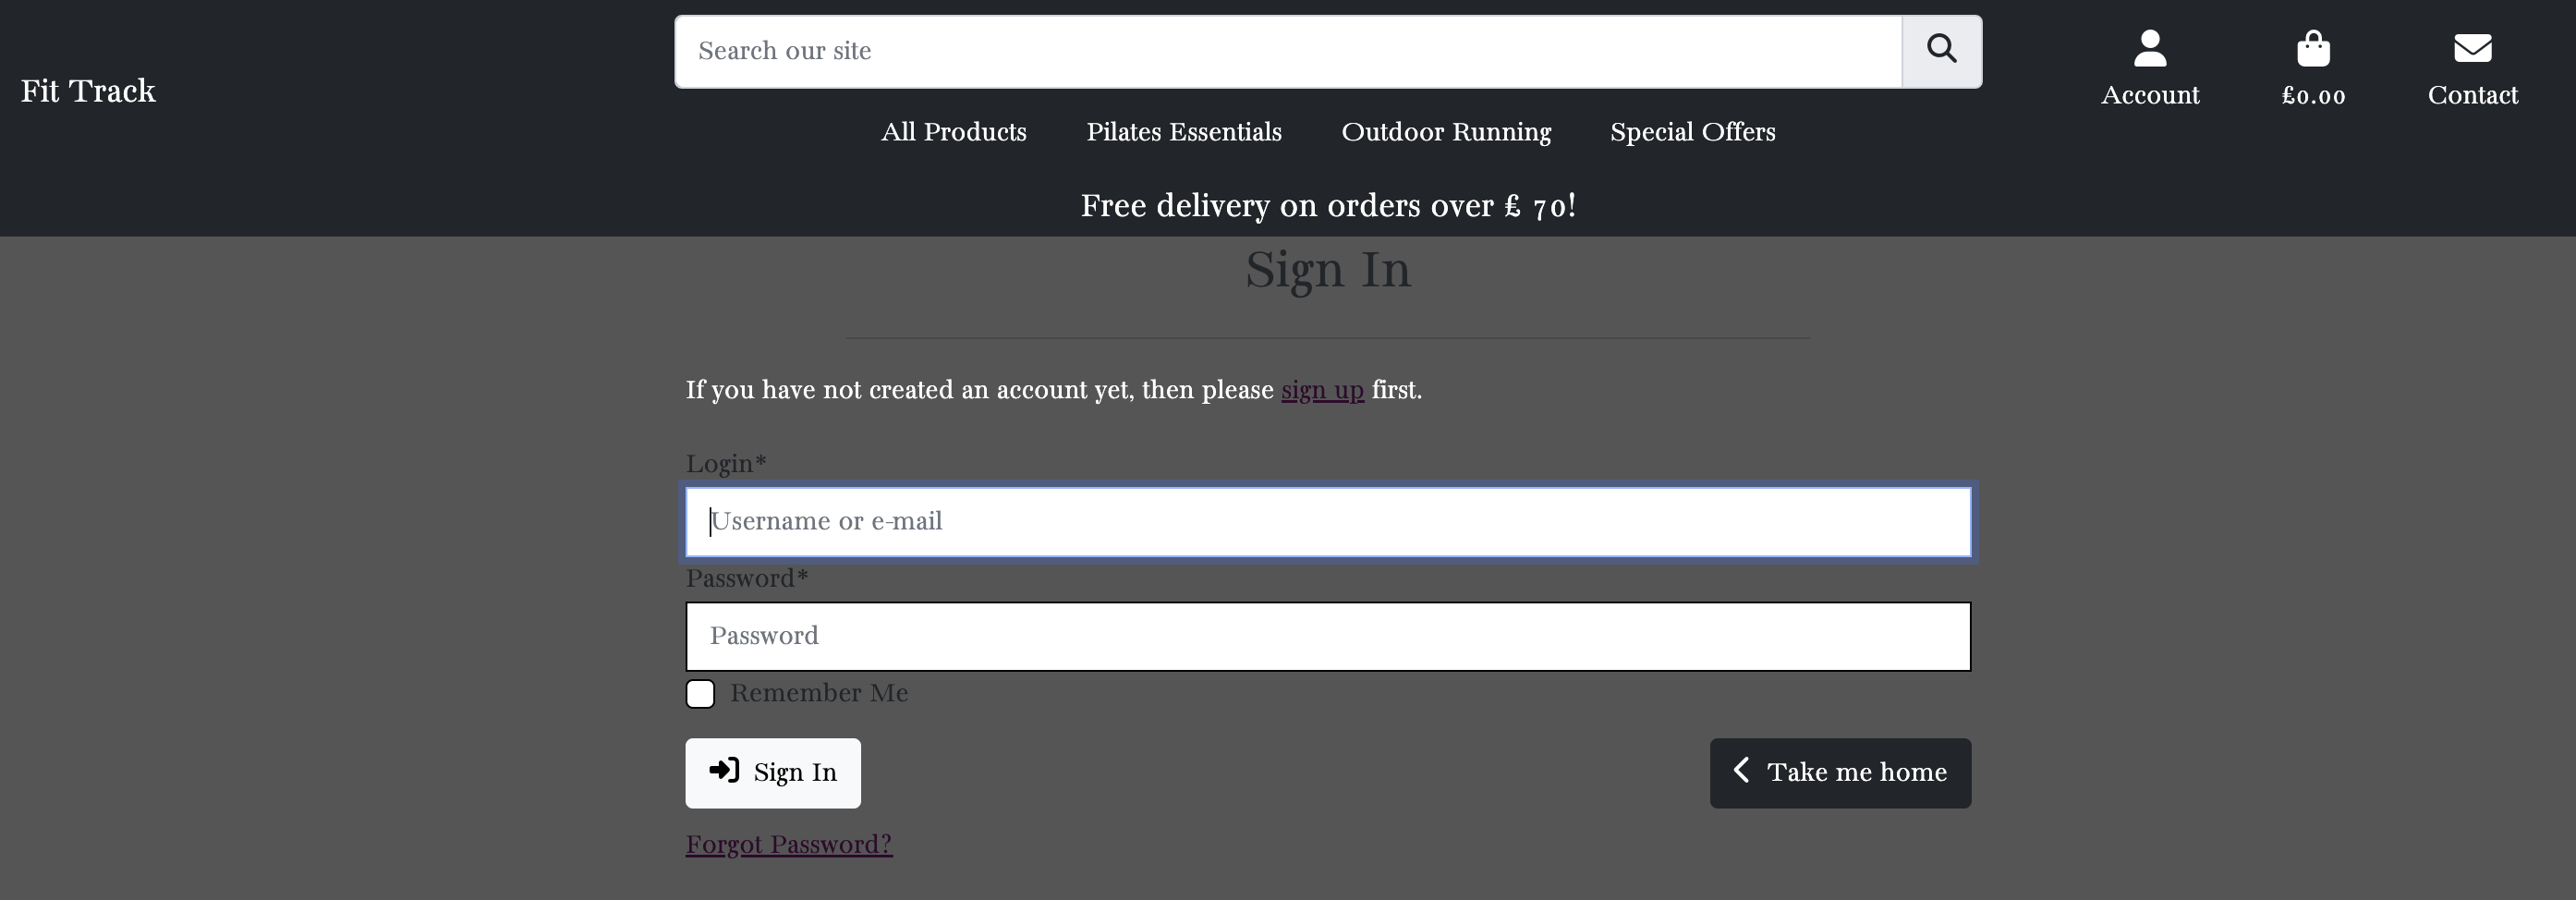 Search our site
Fit Track
Account
£0.00
Contact
All Products
Pilates Essentials
Outdoor Running
Special Offers
Free delivery on orders over £ 70!
Sign In
If you have not created an account yet, then please sign up first.
Login*
Username or e-mail
Password*
Password
Remember Me
Sign In
Take me home
Forgot Password?